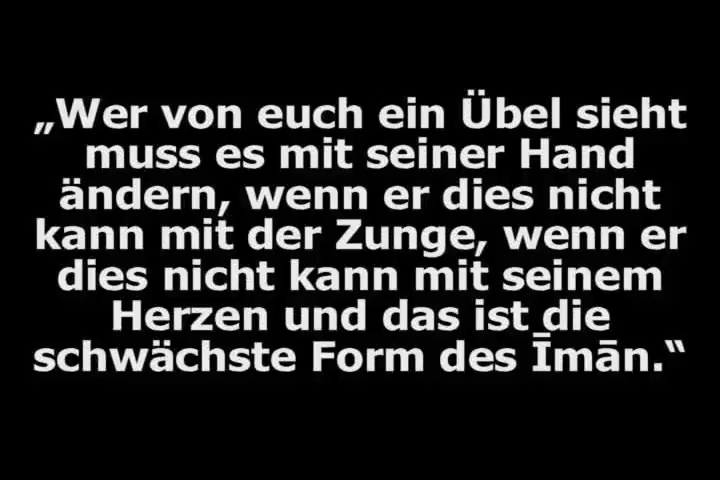 „Wer von euch ein Übel sieht
muss es mit seiner Hand
ändern, wenn er dies nicht
kann mit der Zunge, wenn er
dies nicht kann mit seinem
Herzen und das ist die
schwächste Form des Īmān.‟